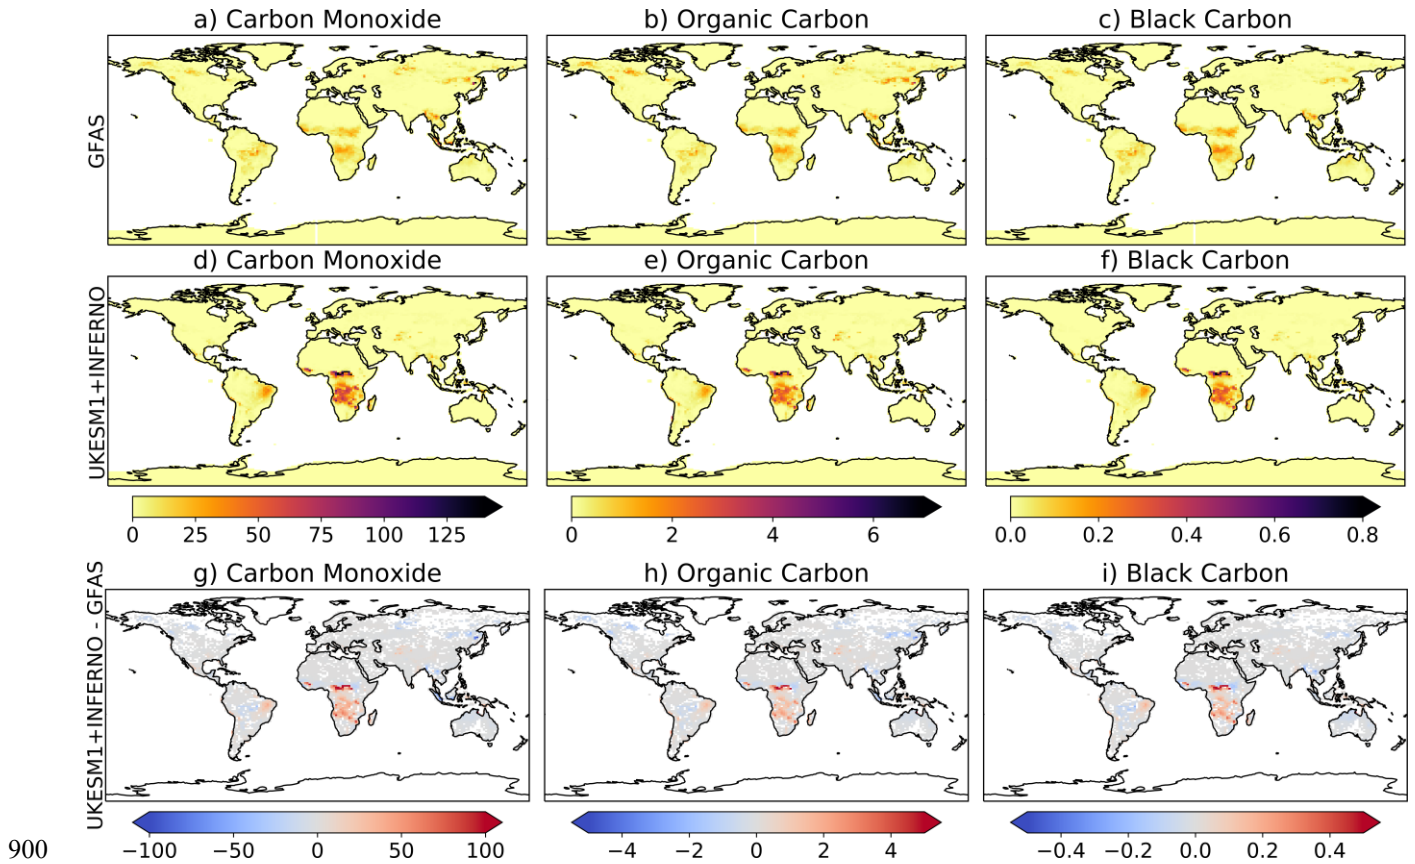 a) Carbon Monoxide
b) Organic Carbon
c) Black Carbon
GFAS
d) Carbon Monoxide
e) Organic Carbon
f) Black Carbon
UKESM1+INFERNO
0 25 50 75 100 125
0 2 4 6
0.0 0.2 0.4 0.6 0.8
g) Carbon Monoxide
h) Organic Carbon
i) Black Carbon
UKESM1+INFERNO - GFAS
−100 −50 0 50 100
−4 −2 0 2 4
−0.4 −0.2 0.0 0.2 0.4
900